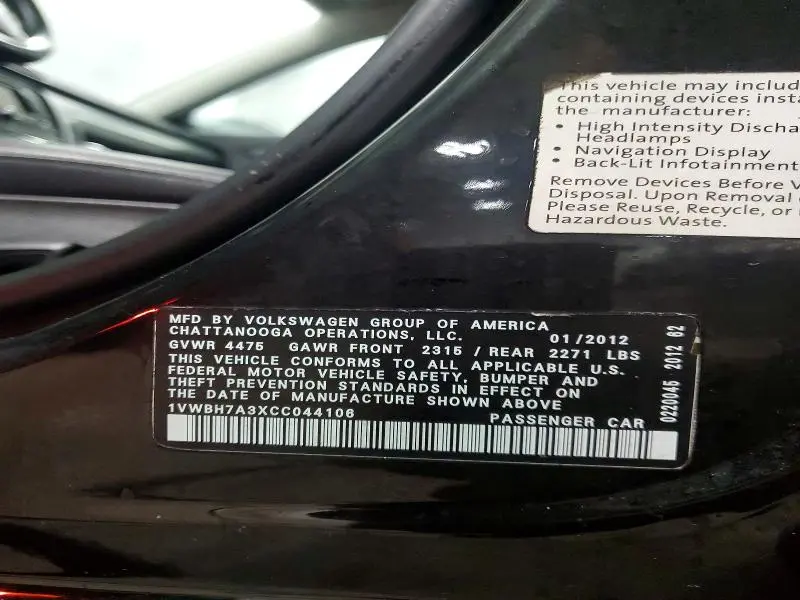 This vehicle may includ
containing devices insta
the manufacturer:
• High Intensity Discha
Headlamps
• Navigation Display
• Back-Lit Infotainment
Remove Devices Before V
Disposal. Upon Removal
Please Reuse, Recycle, or
Hazardous Waste.
MFD BY VOLKSWAGEN GROUP OF AMERICA
CHATTANOOGA OPERATIONS, LLC. 01/2012
GVWR 4475 GAWR FRONT 2315 / REAR 2271 LBS
THIS VEHICLE CONFORMS TO ALL APPLICABLE U.S.
FEDERAL MOTOR VEHICLE SAFETY, BUMPER AND
THEFT PREVENTION STANDARDS IN EFFECT ON
THE DATE OF MANUFACTURE SHOWN ABOVE
1VWBH7A3XCC044106 PASSENGER CAR
0220045 2012 62